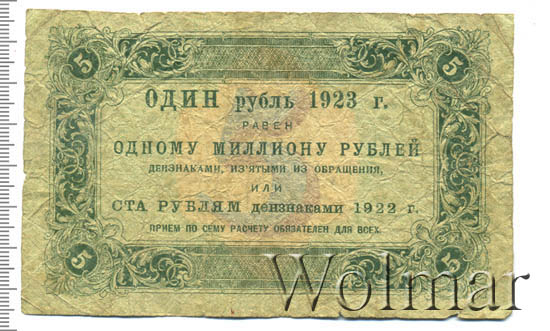 5 5
ОДИН рубль 1923 г.
РАВЕН
ОДНОМУ МИЛЛИОНУ РУБЛЕЙ
ДЕНЗНАКАМИ, ИЗ'ЯТЫМИ ИЗ ОБРАЩЕНИЯ,
ИЛИ
СТА РУБЛЯМ дензнаками 1922 г.
ПРИЕМ ПО СЕМУ РАСЧЕТУ ОБЯЗАТЕЛЕН ДЛЯ ВСЕХ.
5 5
Wolmar